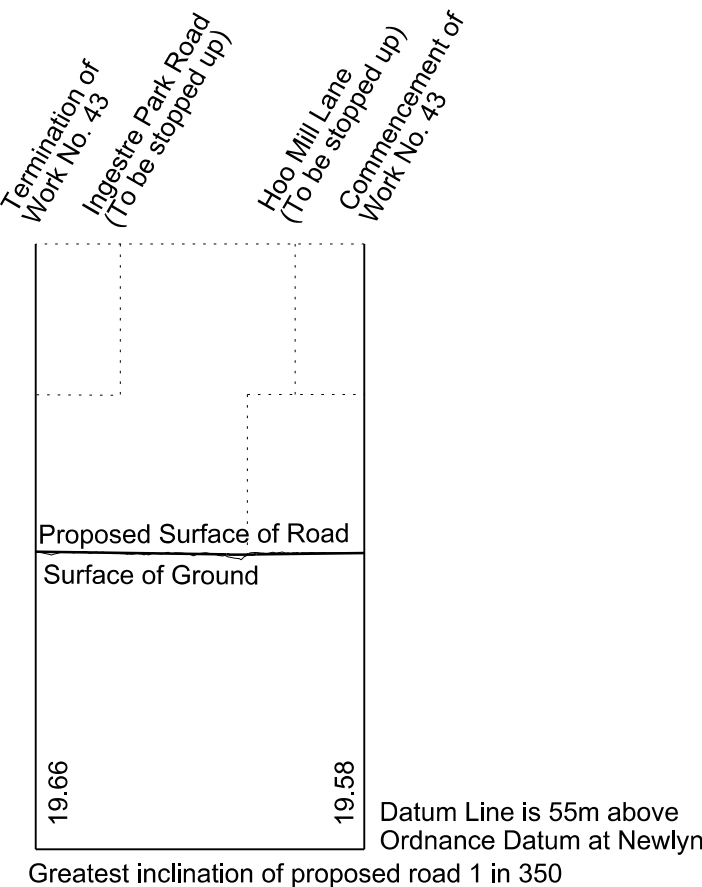 Termination of
Work No. 43
Ingestre Park Road
(To be stopped up)
Hoo Mill Lane
(To be stopped up)
Commencement of
Work No. 43
Proposed Surface of Road
Surface of Ground
19.66
19.58
Datum Line is 55m above
Ordnance Datum at Newlyn
Greatest inclination of proposed road 1 in 350